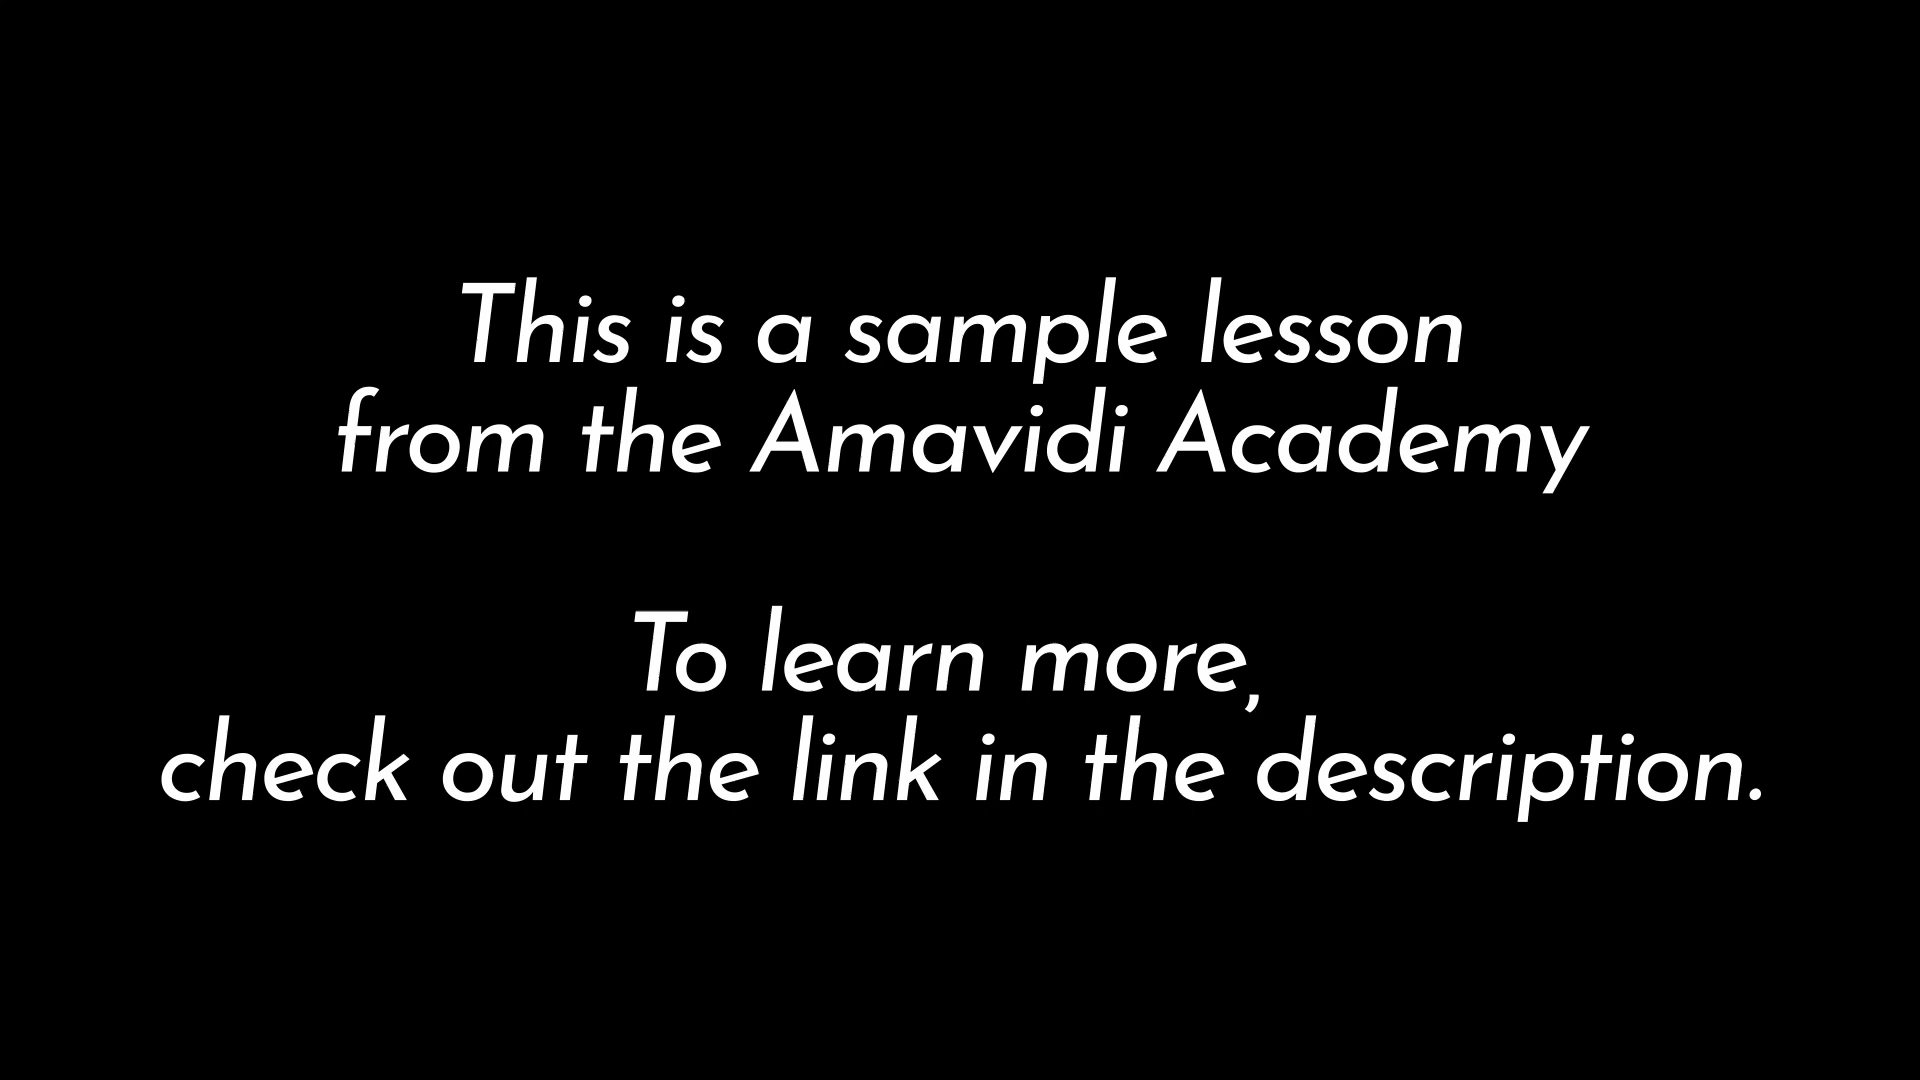 This is a sample lesson
from the Amavidi Academy
To learn more,
check out the link in the description.